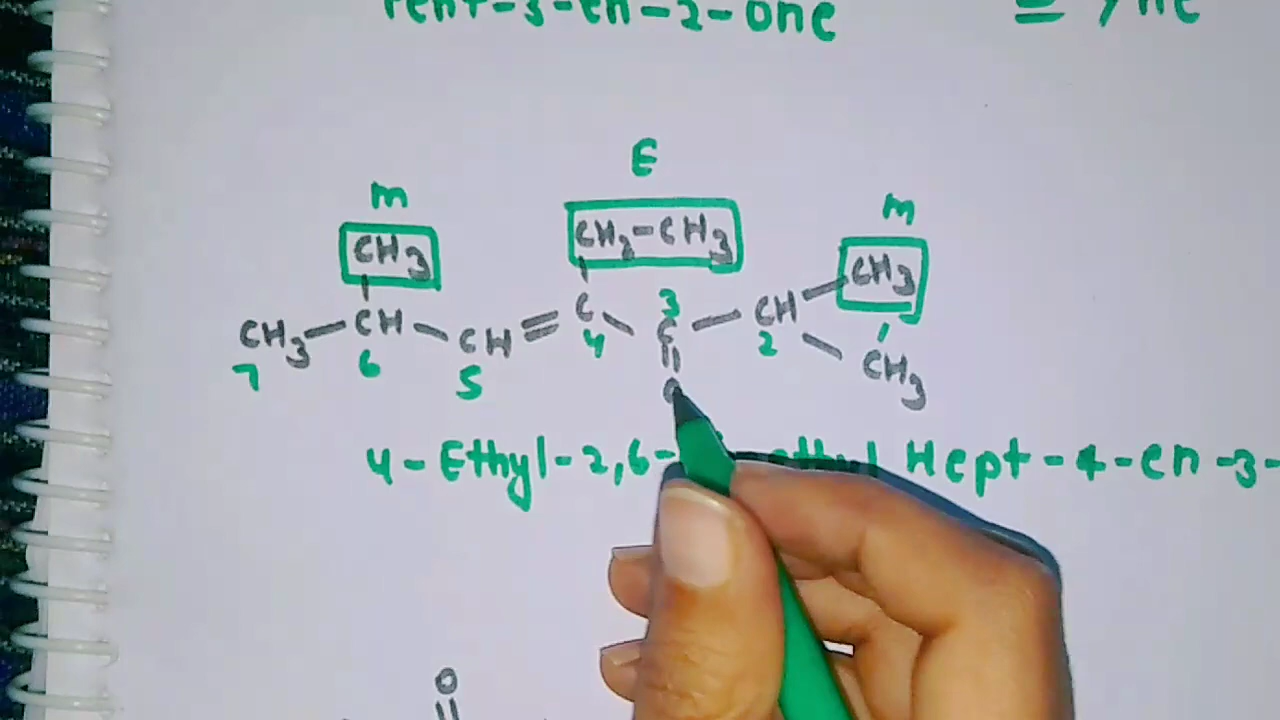 Pent-3-en-2-one = yne
E
m m
CH3 CH2-CH3 CH3
CH3-CH-CH=C-C-CH-CH3
7 6 5 4 3 2 1
O
4-Ethyl-2,6- Hept-4-en-3-
O